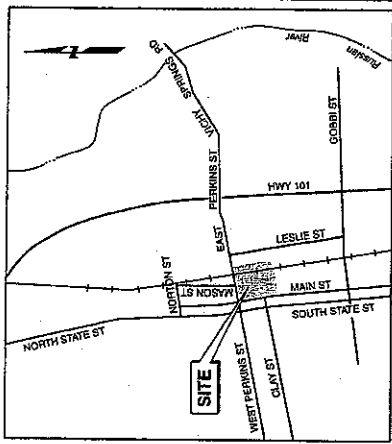 Z
VICHY
SPRINGS RD
River
Russian
PERKINS ST
EAST
HWY 101
GOBBI ST
LESLIE ST
NORTON ST
MASON ST
MAIN ST
SOUTH STATE ST
NORTH STATE ST
SITE
WEST PERKINS ST
CLAY ST